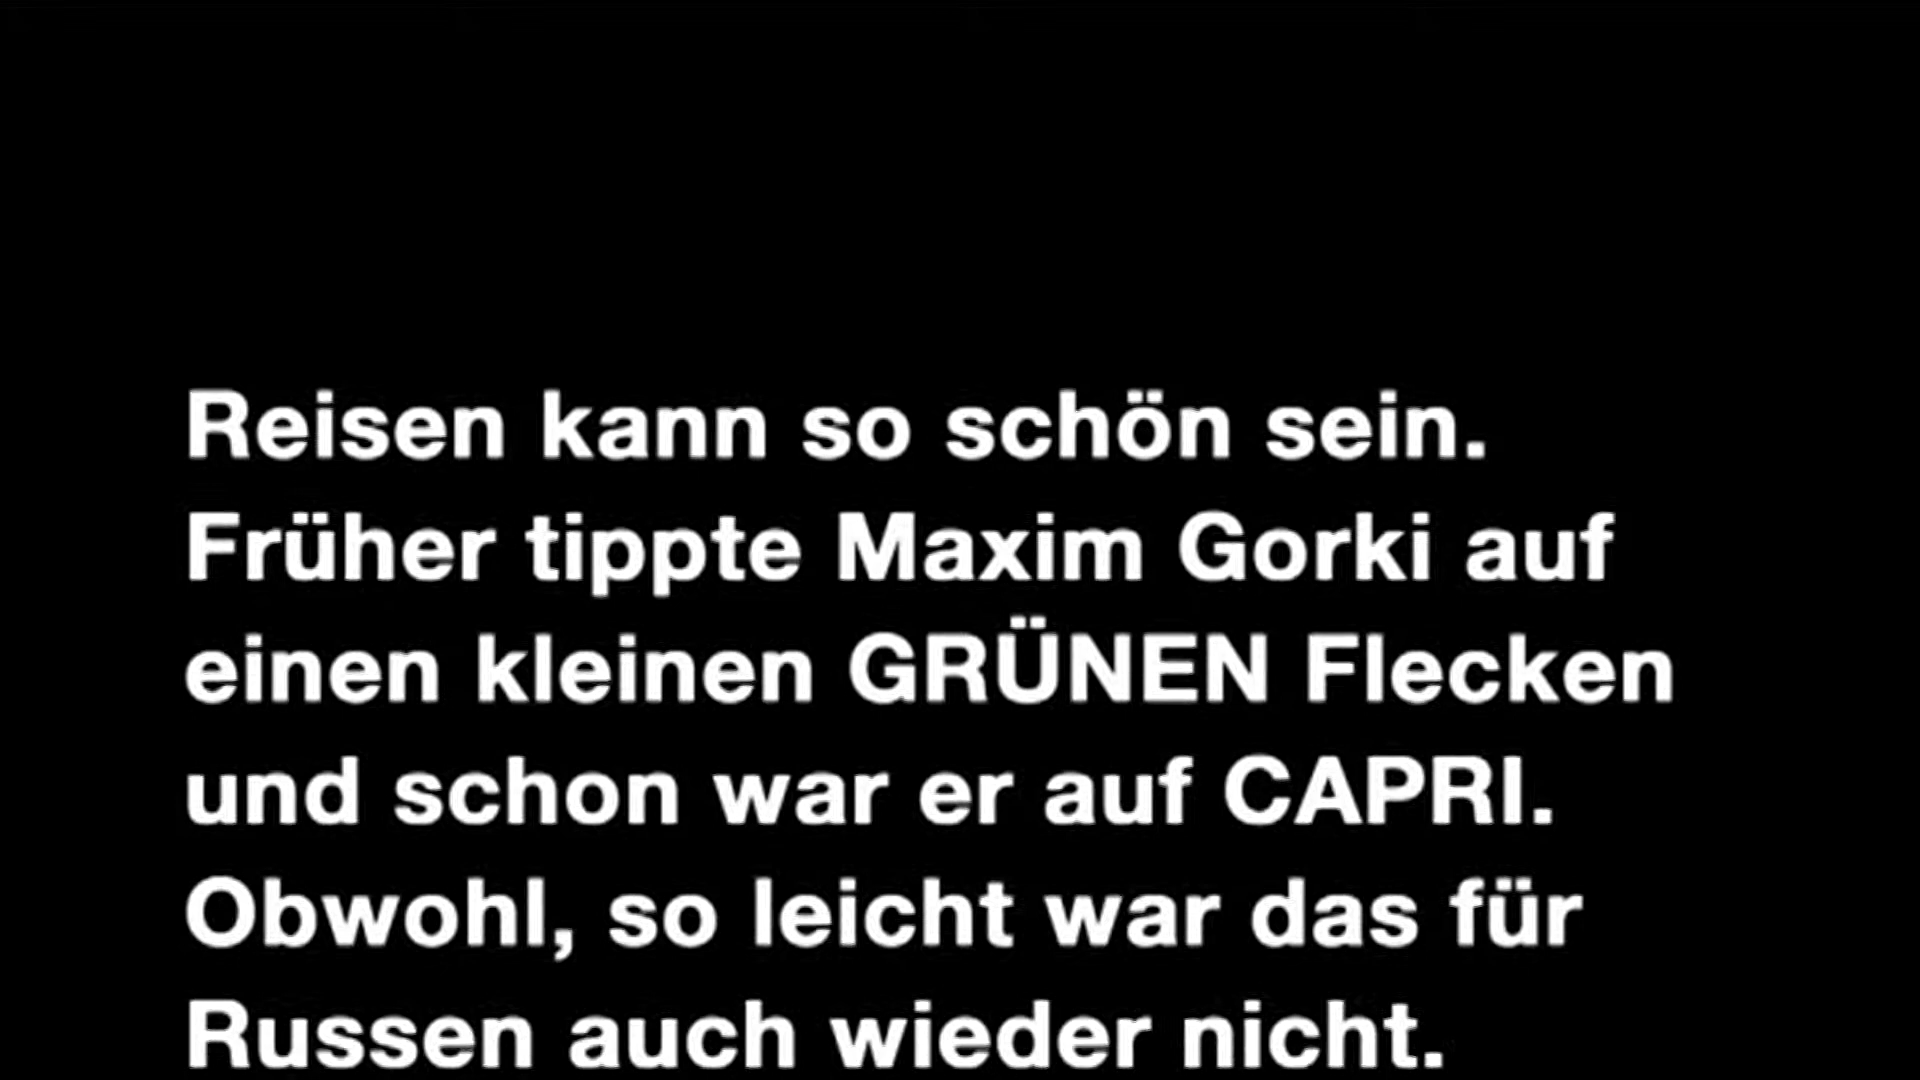 Reisen kann so schön sein.
Früher tippte Maxim Gorki auf
einen kleinen GRÜNEN Flecken
und schon war er auf CAPRI.
Obwohl, so leicht war das für
Russen auch wieder nicht.